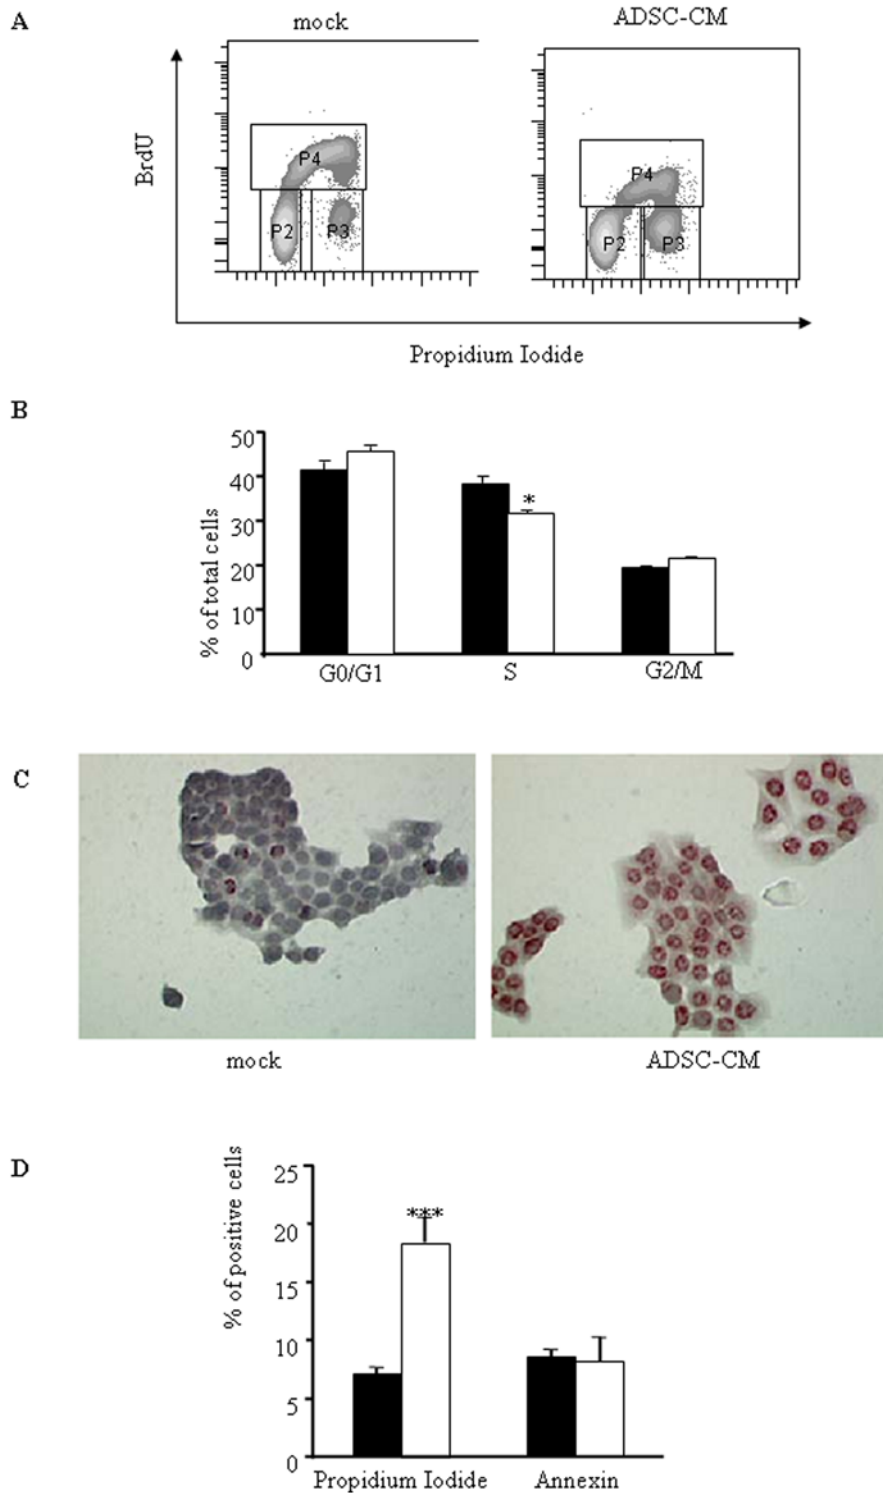 A
mock
ADSC-CM
BrdU
P4
P2
P3
P4
P2
P3
Propidium Iodide
B
% of total cells
50
40
30
20
10
0
*
G0/G1
S
G2/M
C
mock
ADSC-CM
D
% of positive cells
25
20
15
10
5
0
***
Propidium Iodide
Annexin